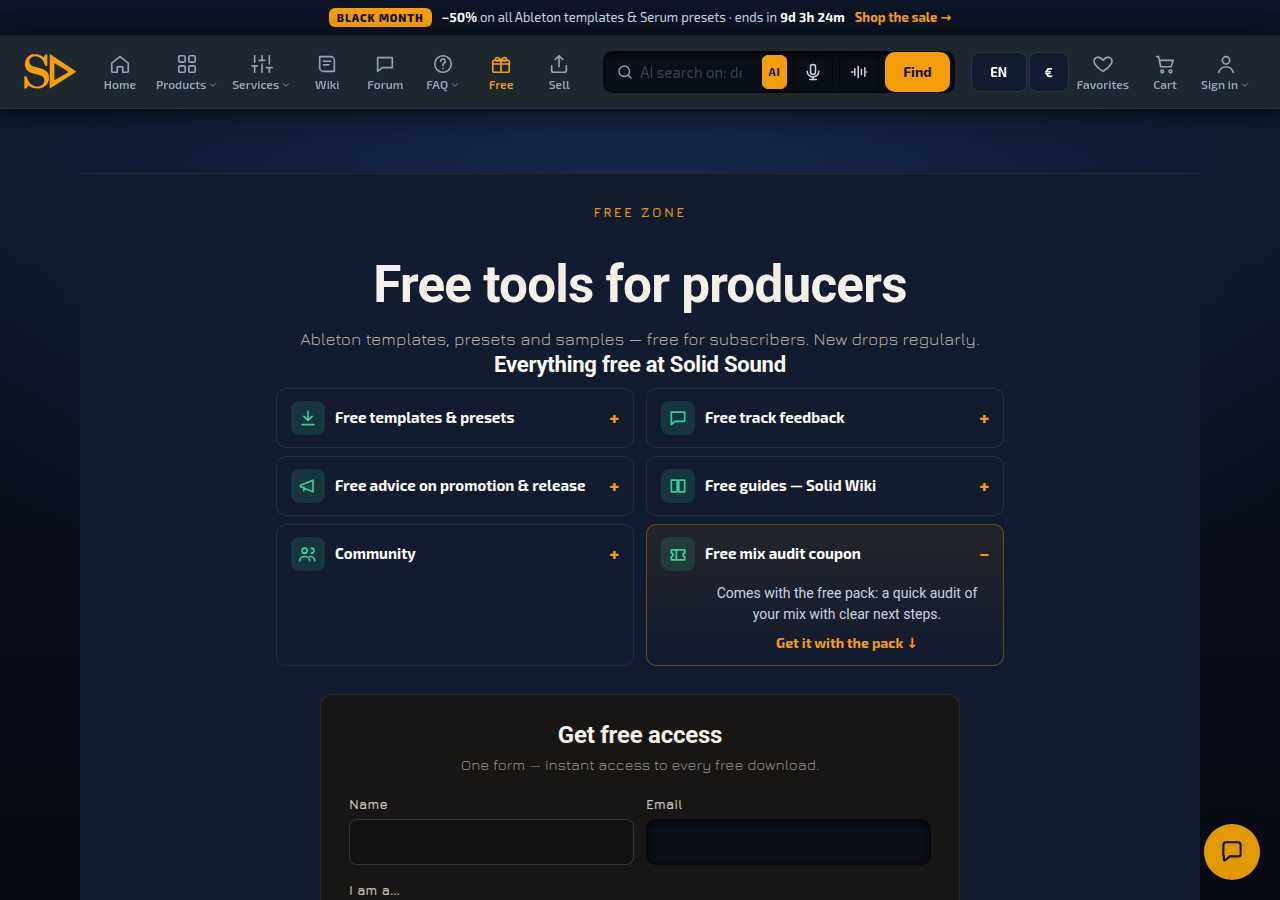 BLACK MONTH −50% on all Ableton templates & Serum presets · ends in 9d 3h 24m Shop the sale →
Home Products Services Wiki Forum FAQ Free Sell AI search on: dr AI Find EN € Favorites Cart Sign in
FREE ZONE
Free tools for producers
Ableton templates, presets and samples — free for subscribers. New drops regularly.
Everything free at Solid Sound
Free templates & presets +
Free track feedback +
Free advice on promotion & release +
Free guides — Solid Wiki +
Community +
Free mix audit coupon −
Comes with the free pack: a quick audit of
your mix with clear next steps.
Get it with the pack ↓
Get free access
One form — instant access to every free download.
Name Email
I am a...